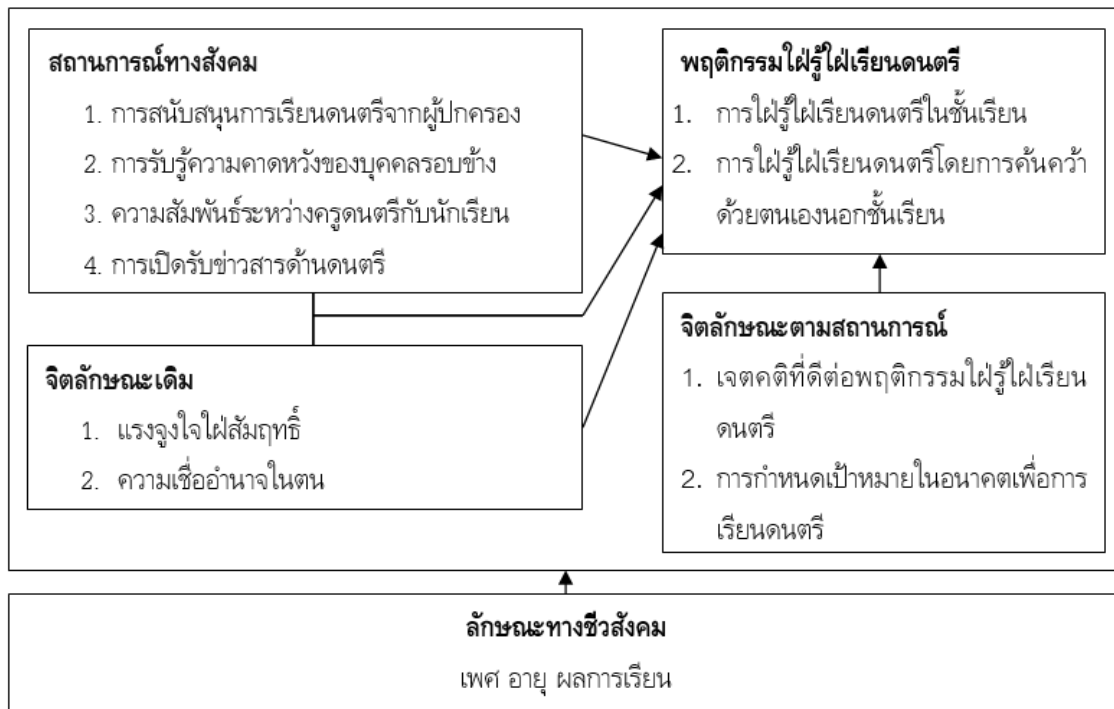 สถานการณ์ทางสังคม
1. การสนับสนุนการเรียนดนตรีจากผู้ปกครอง
2. การรับรู้ความคาดหวังของบุคคลรอบข้าง
3. ความสัมพันธ์ระหว่างครูดนตรีกับนักเรียน
4. การเปิดรับข่าวสารด้านดนตรี
พฤติกรรมใฝ่รู้ใฝ่เรียนดนตรี
1. การใฝ่รู้ใฝ่เรียนดนตรีในชั้นเรียน
2. การใฝ่รู้ใฝ่เรียนดนตรีโดยการค้นคว้า
ด้วยตนเองนอกชั้นเรียน
จิตลักษณะเดิม
1. แรงจูงใจใฝ่สัมฤทธิ์
2. ความเชื่ออำนาจในตน
จิตลักษณะตามสถานการณ์
1. เจตคติที่ดีต่อพฤติกรรมใฝ่รู้ใฝ่เรียน
ดนตรี
2. การกำหนดเป้าหมายในอนาคตเพื่อการ
เรียนดนตรี
ลักษณะทางชีวสังคม
เพศ อายุ ผลการเรียน